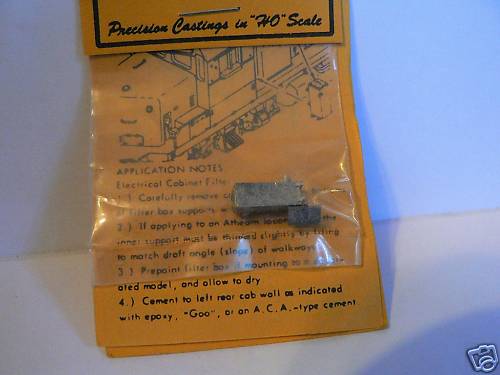 Precision Castings in "HO" Scale
APPLICATION NOTES
Electrical Cabinet Filter
1.) Carefully remove
filter box supports
2.) If applying to an Athearn
inner support must be thinned slightly by filing
to match draft angle (slope) of walkway
3.) Prepaint filter box mounting to
ated model, and allow to dry
4.) Cement to left rear cab wall as indicated
with epoxy, "Goo", or an A.C.A.-type cement
ebY